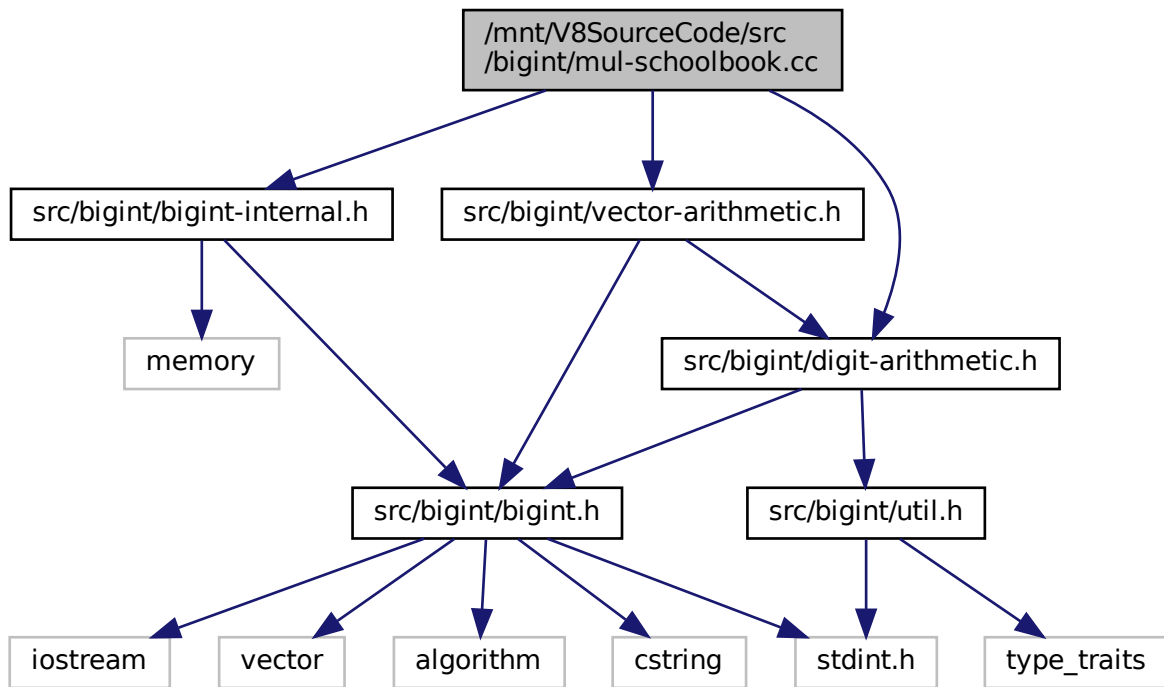 /mnt/V8SourceCode/src
/bigint/mul-schoolbook.cc
src/bigint/bigint-internal.h
src/bigint/vector-arithmetic.h
memory
src/bigint/digit-arithmetic.h
src/bigint/bigint.h
src/bigint/util.h
iostream
vector
algorithm
cstring
stdint.h
type_traits